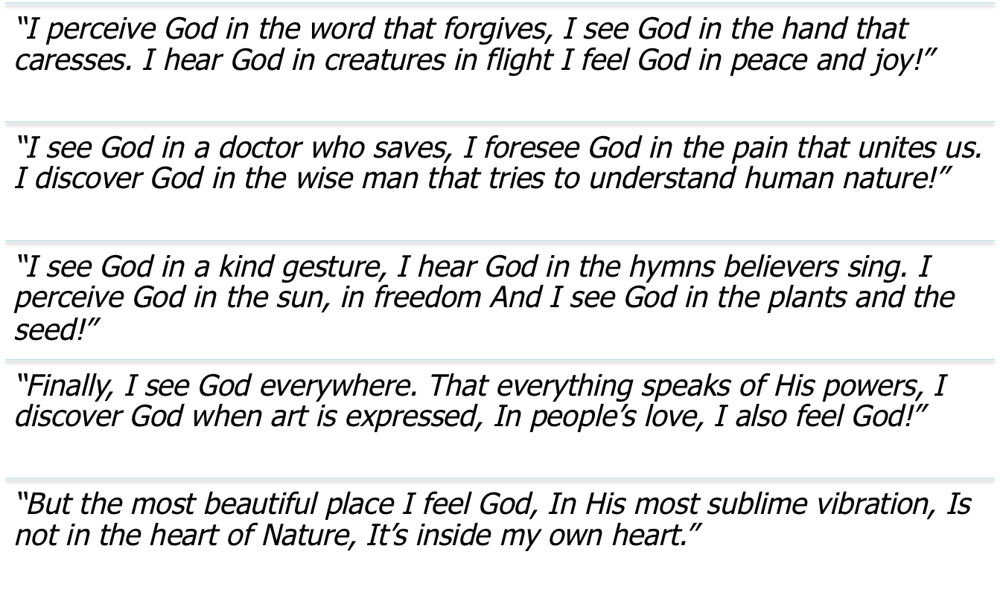 “I perceive God in the word that forgives, I see God in the hand that
caresses. I hear God in creatures in flight I feel God in peace and joy!”
“I see God in a doctor who saves, I foresee God in the pain that unites us.
I discover God in the wise man that tries to understand human nature!”
“I see God in a kind gesture, I hear God in the hymns believers sing. I
perceive God in the sun, in freedom And I see God in the plants and the
seed!”
“Finally, I see God everywhere. That everything speaks of His powers, I
discover God when art is expressed, In people’s love, I also feel God!”
“But the most beautiful place I feel God, In His most sublime vibration, Is
not in the heart of Nature, It’s inside my own heart.”